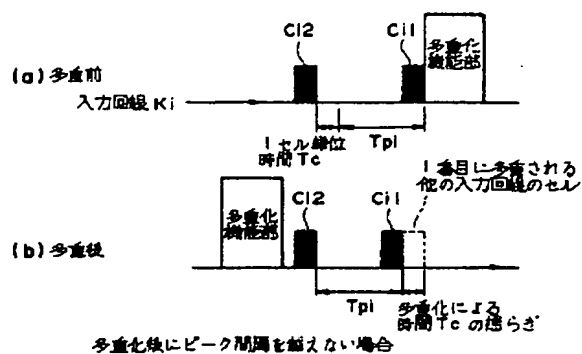 Ci2
Ci1
多重化
機能部
(a) 多重前
入力回線 Ki
1 セル単位
時間 Tc
Tpi
1 番目に多重される
他の入力回線のセル
Ci2
Ci1
多重化
機能部
(b) 多重後
Tpi
多重化による
時間 Tc の揺らぎ
多重化後にピーク間隔を越えない場合